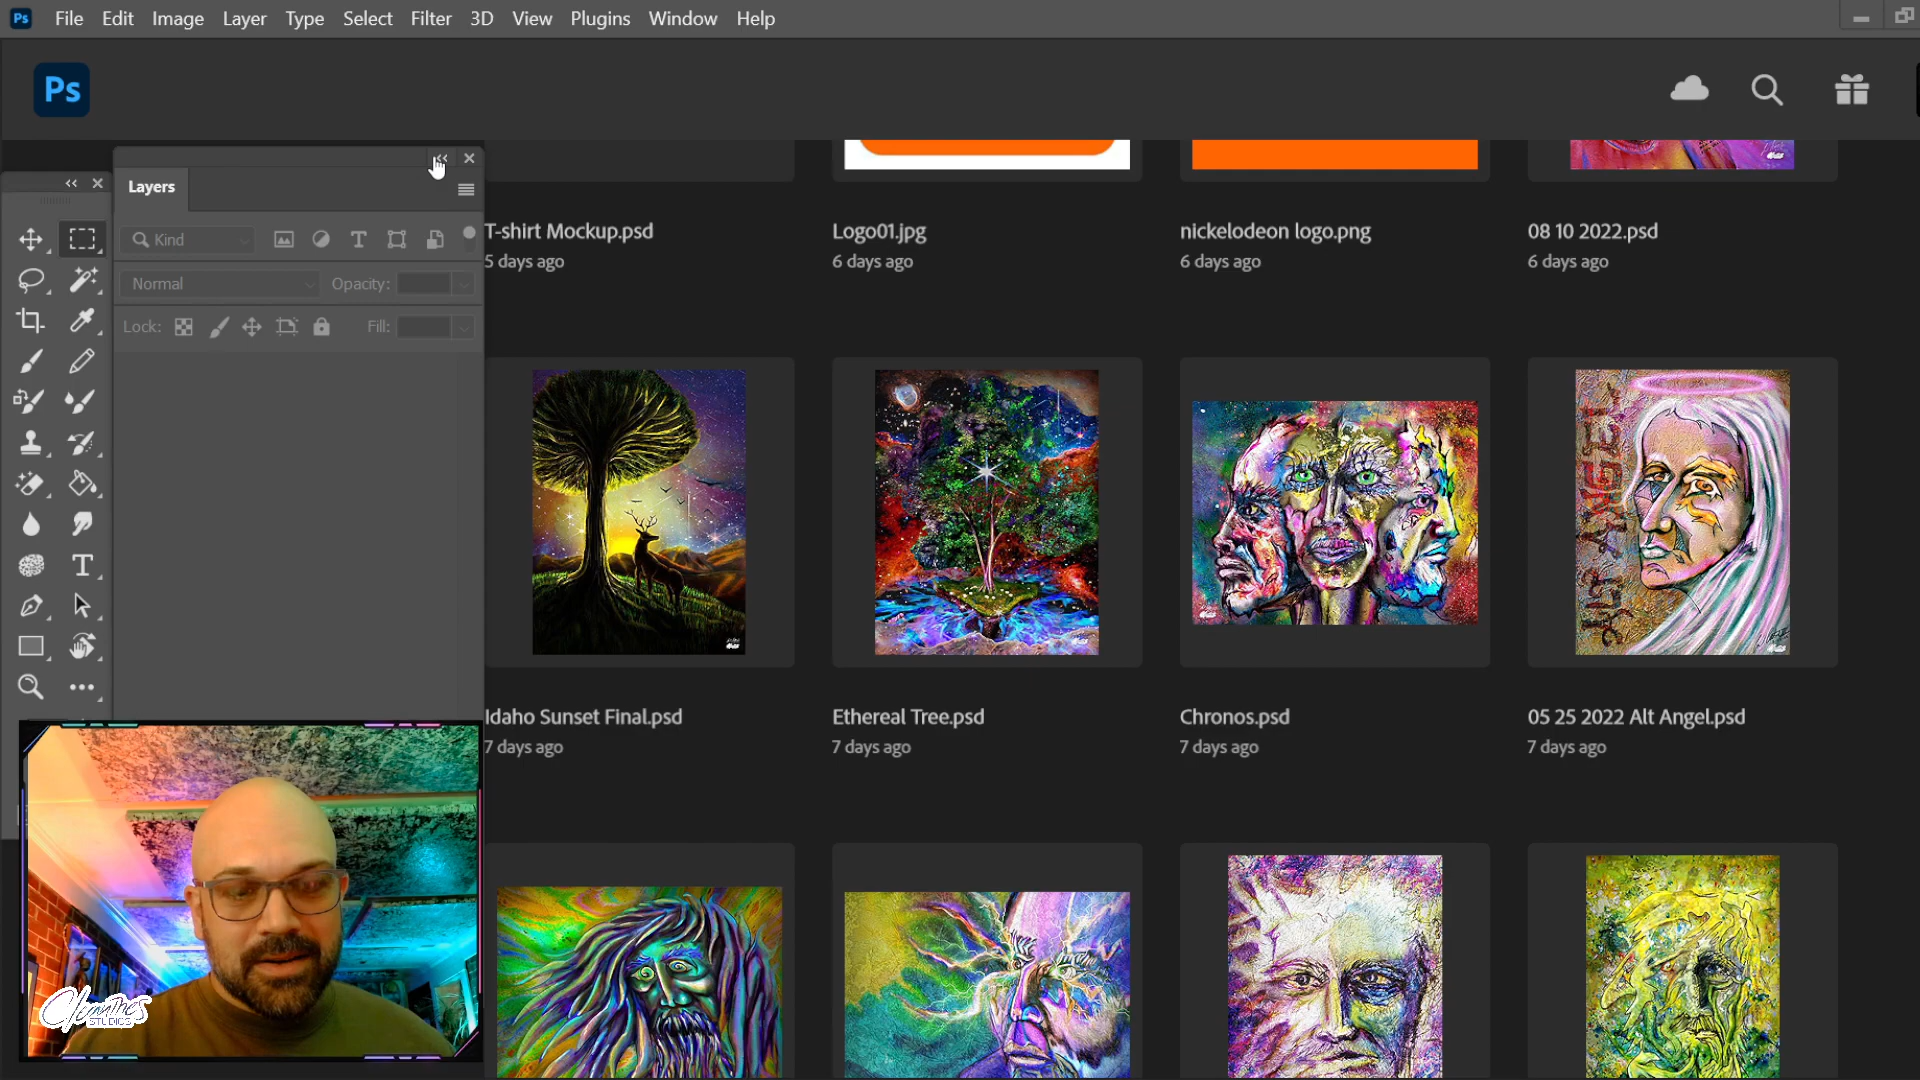 Ps File Edit Image Layer Type Select Filter 3D View Plugins Window Help
Ps
Layers
Kind
Normal Opacity:
Lock: Fill:
T-shirt Mockup.psd
5 days ago
Logo01.jpg
6 days ago
nickelodeon logo.png
6 days ago
08 10 2022.psd
6 days ago
ALT ANGEL
Idaho Sunset Final.psd
7 days ago
Ethereal Tree.psd
7 days ago
Chronos.psd
7 days ago
05 25 2022 Alt Angel.psd
7 days ago
STUDIOS